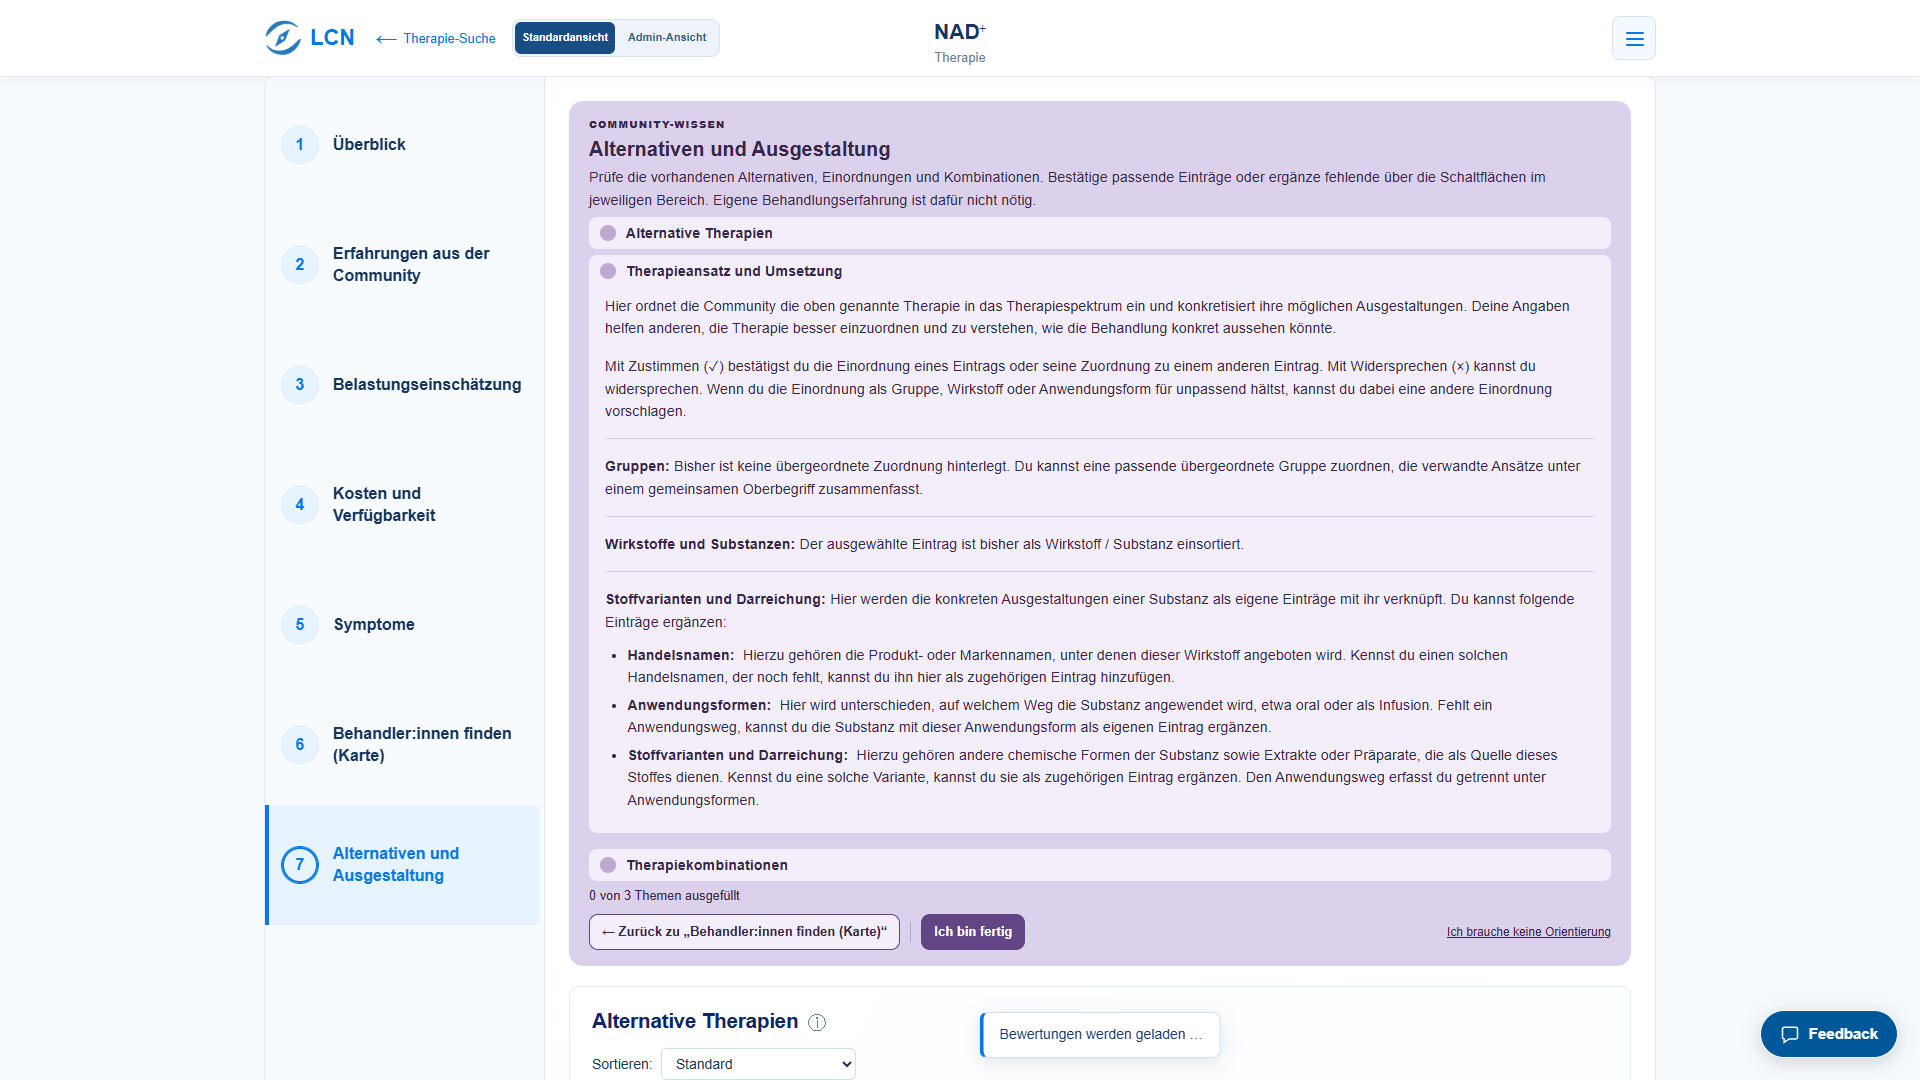 LCN
← Therapie-Suche
Standardansicht
Admin-Ansicht
NAD+
Therapie
1 Überblick
2 Erfahrungen aus der
Community
3 Belastungseinschätzung
4 Kosten und
Verfügbarkeit
5 Symptome
6 Behandler:innen finden
(Karte)
7 Alternativen und
Ausgestaltung
COMMUNITY-WISSEN
Alternativen und Ausgestaltung
Prüfe die vorhandenen Alternativen, Einordnungen und Kombinationen. Bestätige passende Einträge oder ergänze fehlende über die Schaltflächen im
jeweiligen Bereich. Eigene Behandlungserfahrung ist dafür nicht nötig.
Alternative Therapien
Therapieansatz und Umsetzung
Hier ordnet die Community die oben genannte Therapie in das Therapiespektrum ein und konkretisiert ihre möglichen Ausgestaltungen. Deine Angaben
helfen anderen, die Therapie besser einzuordnen und zu verstehen, wie die Behandlung konkret aussehen könnte.
Mit Zustimmen (✓) bestätigst du die Einordnung eines Eintrags oder seine Zuordnung zu einem anderen Eintrag. Mit Widersprechen (×) kannst du
widersprechen. Wenn du die Einordnung als Gruppe, Wirkstoff oder Anwendungsform für unpassend hältst, kannst du dabei eine andere Einordnung
vorschlagen.
Gruppen: Bisher ist keine übergeordnete Zuordnung hinterlegt. Du kannst eine passende übergeordnete Gruppe zuordnen, die verwandte Ansätze unter
einem gemeinsamen Oberbegriff zusammenfasst.
Wirkstoffe und Substanzen: Der ausgewählte Eintrag ist bisher als Wirkstoff / Substanz einsortiert.
Stoffvarianten und Darreichung: Hier werden die konkreten Ausgestaltungen einer Substanz als eigene Einträge mit ihr verknüpft. Du kannst folgende
Einträge ergänzen:
• Handelsnamen: Hierzu gehören die Produkt- oder Markennamen, unter denen dieser Wirkstoff angeboten wird. Kennst du einen solchen
Handelsnamen, der noch fehlt, kannst du ihn hier als zugehörigen Eintrag hinzufügen.
• Anwendungsformen: Hier wird unterschieden, auf welchem Weg die Substanz angewendet wird, etwa oral oder als Infusion. Fehlt ein
Anwendungsweg, kannst du die Substanz mit dieser Anwendungsform als eigenen Eintrag ergänzen.
• Stoffvarianten und Darreichung: Hierzu gehören andere chemische Formen der Substanz sowie Extrakte oder Präparate, die als Quelle dieses
Stoffes dienen. Kennst du eine solche Variante, kannst du sie als zugehörigen Eintrag ergänzen. Den Anwendungsweg erfasst du getrennt unter
Anwendungsformen.
Therapiekombinationen
0 von 3 Themen ausgefüllt
← Zurück zu „Behandler:innen finden (Karte)“
Ich bin fertig
Ich brauche keine Orientierung
Alternative Therapien
Sortieren: Standard
Bewertungen werden geladen …
Feedback